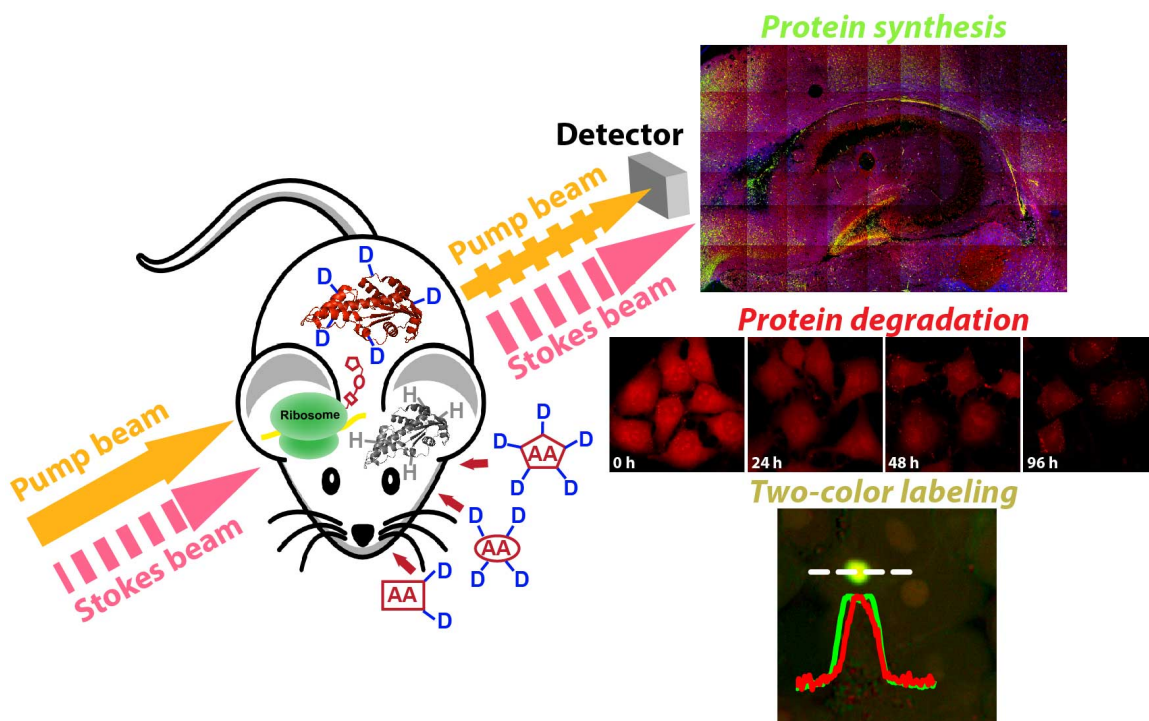 Protein synthesis
Detector
Pump beam
Stokes beam
D
D
D
D
D
Ribosome
H
H
H
H
Pump beam
Stokes beam
D
D
D
D
D
AA
D
D
D
D
AA
D
D
AA
Protein degradation
0 h
24 h
48 h
96 h
Two-color labeling